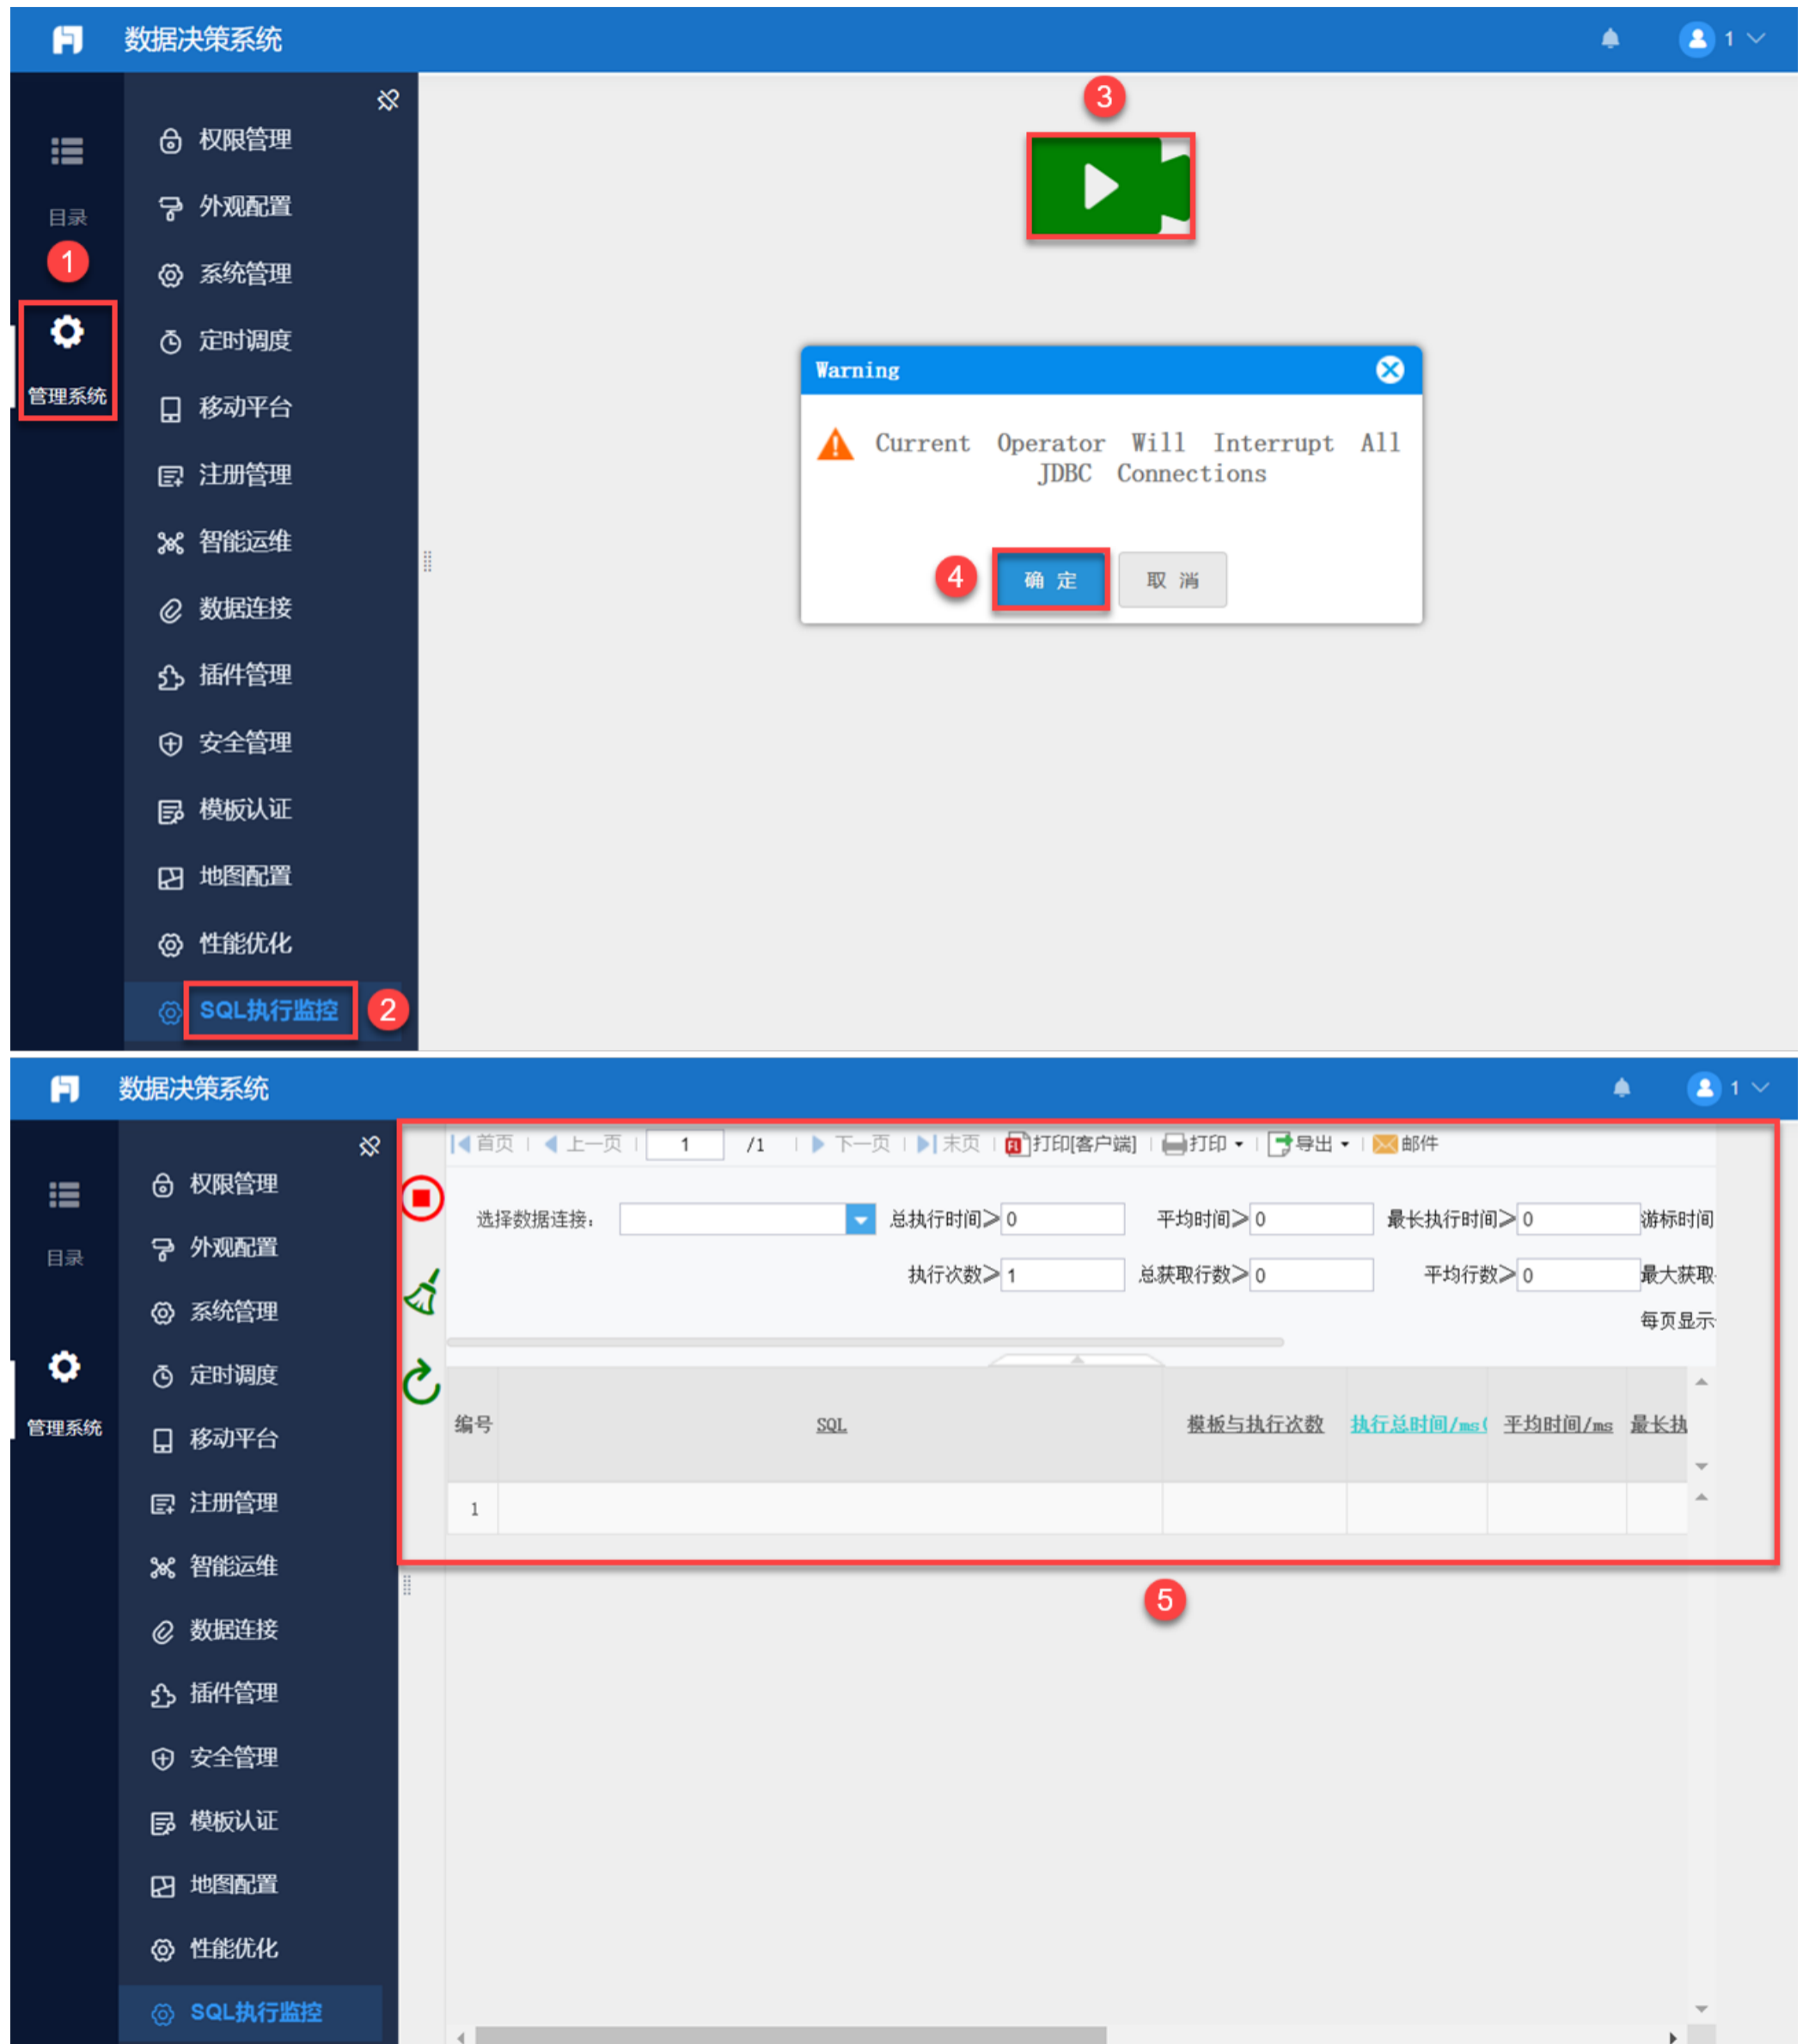 数据决策系统
1
3
目录
1
管理系统
权限管理
外观配置
系统管理
定时调度
移动平台
注册管理
智能运维
数据连接
插件管理
安全管理
模板认证
地图配置
性能优化
SQL执行监控
2
Warning
Current Operator Will Interrupt All
JDBC Connections
4
确 定
取 消
数据决策系统
1
目录
管理系统
权限管理
外观配置
系统管理
定时调度
移动平台
注册管理
智能运维
数据连接
插件管理
安全管理
模板认证
地图配置
性能优化
SQL执行监控
首页 上一页 1 /1 下一页 末页 打印[客户端] 打印 导出 邮件
选择数据连接: 总执行时间≥ 0 平均时间≥ 0 最长执行时间≥ 0 游标时间
执行次数≥ 1 总获取行数≥ 0 平均行数≥ 0 最大获取
每页显示
编号 SQL 模板与执行次数 执行总时间/ms( 平均时间/ms 最长执
1
5